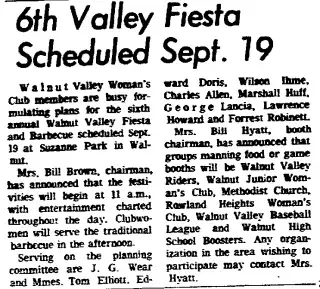 6th Valley Fiesta
Scheduled Sept. 19
Walnut Valley Woman's
Club members are busy for-
mulating plans for the sixth
annual Walnut Valley Fiesta
and Barbecue scheduled Sept.
19 at Suzanne Park in Wal-
nut.
Mrs. Bill Brown, chairman,
has announced that the festi-
vities will begin at 11 a.m.,
with entertainment charted
throughout the day. Clubwo-
men will serve the traditional
barbecue in the afternoon.
Serving on the planning
committee are J. G. Wear
and Mmes. Tom Elliott, Ed-
ward Doris, Wilson Ihme,
Charles Allen, Marshall Huff,
George Lancia, Lawrence
Howard and Forrest Robinett.
Mrs. Bill Hyatt, booth
chairman, has announced that
groups manning food or game
booths will be Walnut Valley
Riders, Walnut Junior Wom-
an's Club, Methodist Church,
Rowland Heights Woman's
Club, Walnut Valley Baseball
League and Walnut High
School Boosters. Any organ-
ization in the area wishing to
participate may contact Mrs.
Hyatt.